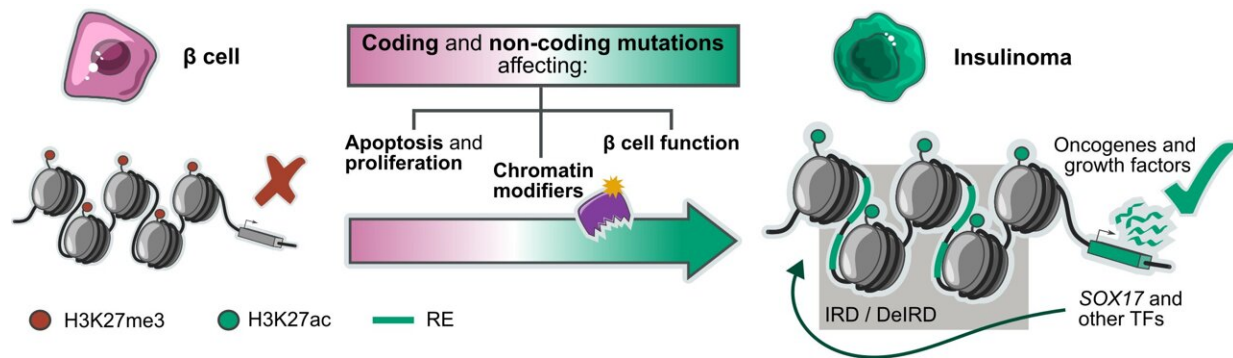 β cell
Coding and non-coding mutations
affecting:
Insulinoma
Apoptosis and
proliferation
Chromatin
modifiers
β cell function
Oncogenes and
growth factors
IRD / DeIRD
SOX17 and
other TFs
H3K27me3
H3K27ac
RE